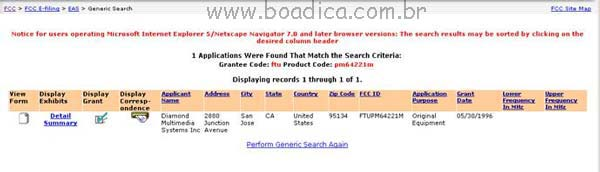 www.boadica.com.br
FCC > FCC E-filing > EAS > Generic Search
FCC Site Map
Notice for users operating Microsoft Internet Explorer 5/Netscape Navigator 7.0 and later browser versions: The search results may be sorted by clicking on the
desired column header
1 Applications Were Found That Match the Search Criteria:
Grantee Code: ftu Product Code: pm64221m
Displaying records 1 through 1 of 1.
View Form Display Exhibits Display Grant Display Corresp-ondence Applicant Name Address City State Country Zip Code FCC ID Application Purpose Grant Date Lower Frequency In MHz Upper Frequency In MHz
Detail Summary Diamond Multimedia Systems Inc 2880 Junction Avenue San Jose CA United States 95134 FTUPM64221M Original Equipment 05/30/1996
Perform Generic Search Again